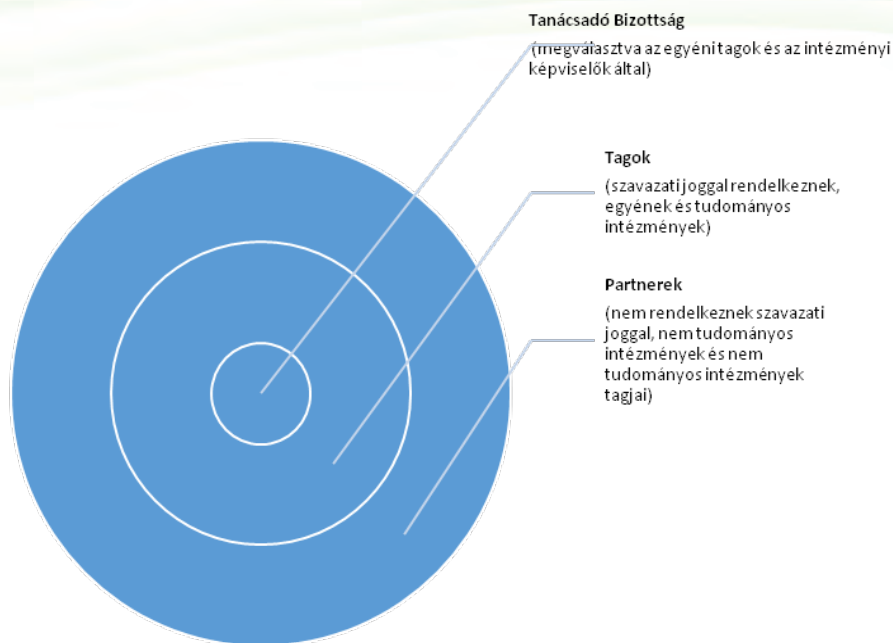 Tanácsadó Bizottság
(megválasztva az egyéni tagok és az intézményi
képviselők által)
Tagok
(szavazati joggal rendelkeznek,
egyének és tudományos
intézmények)
Partnerek
(nem rendelkeznek szavazati
joggal, nem tudományos
intézmények és nem
tudományos intézmények
tagjai)